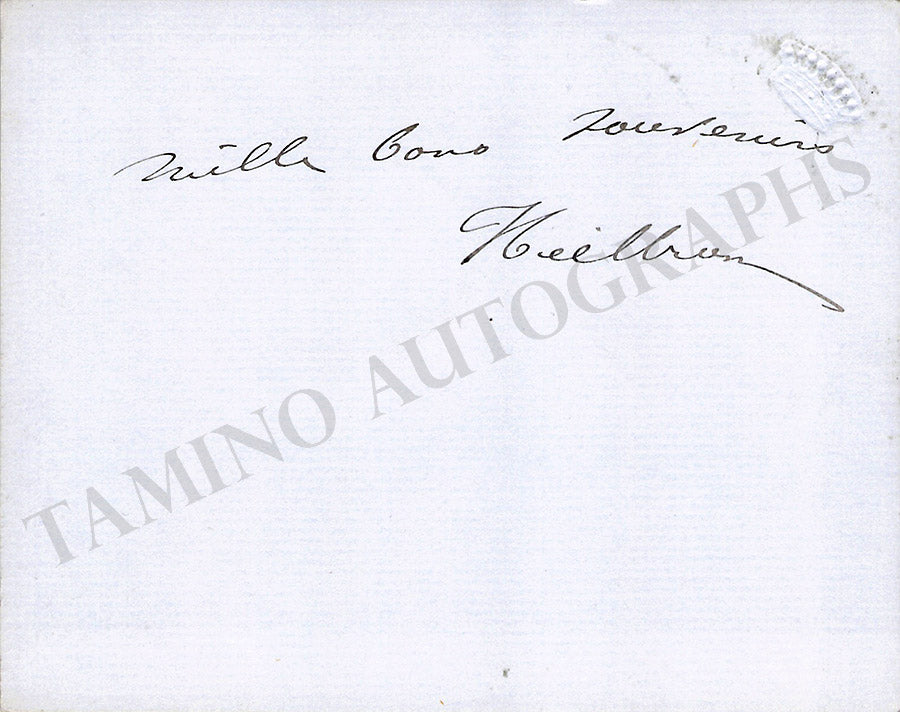 Mille bons souvenirs
Heilbron
TAMINO AUTOGRAPHS